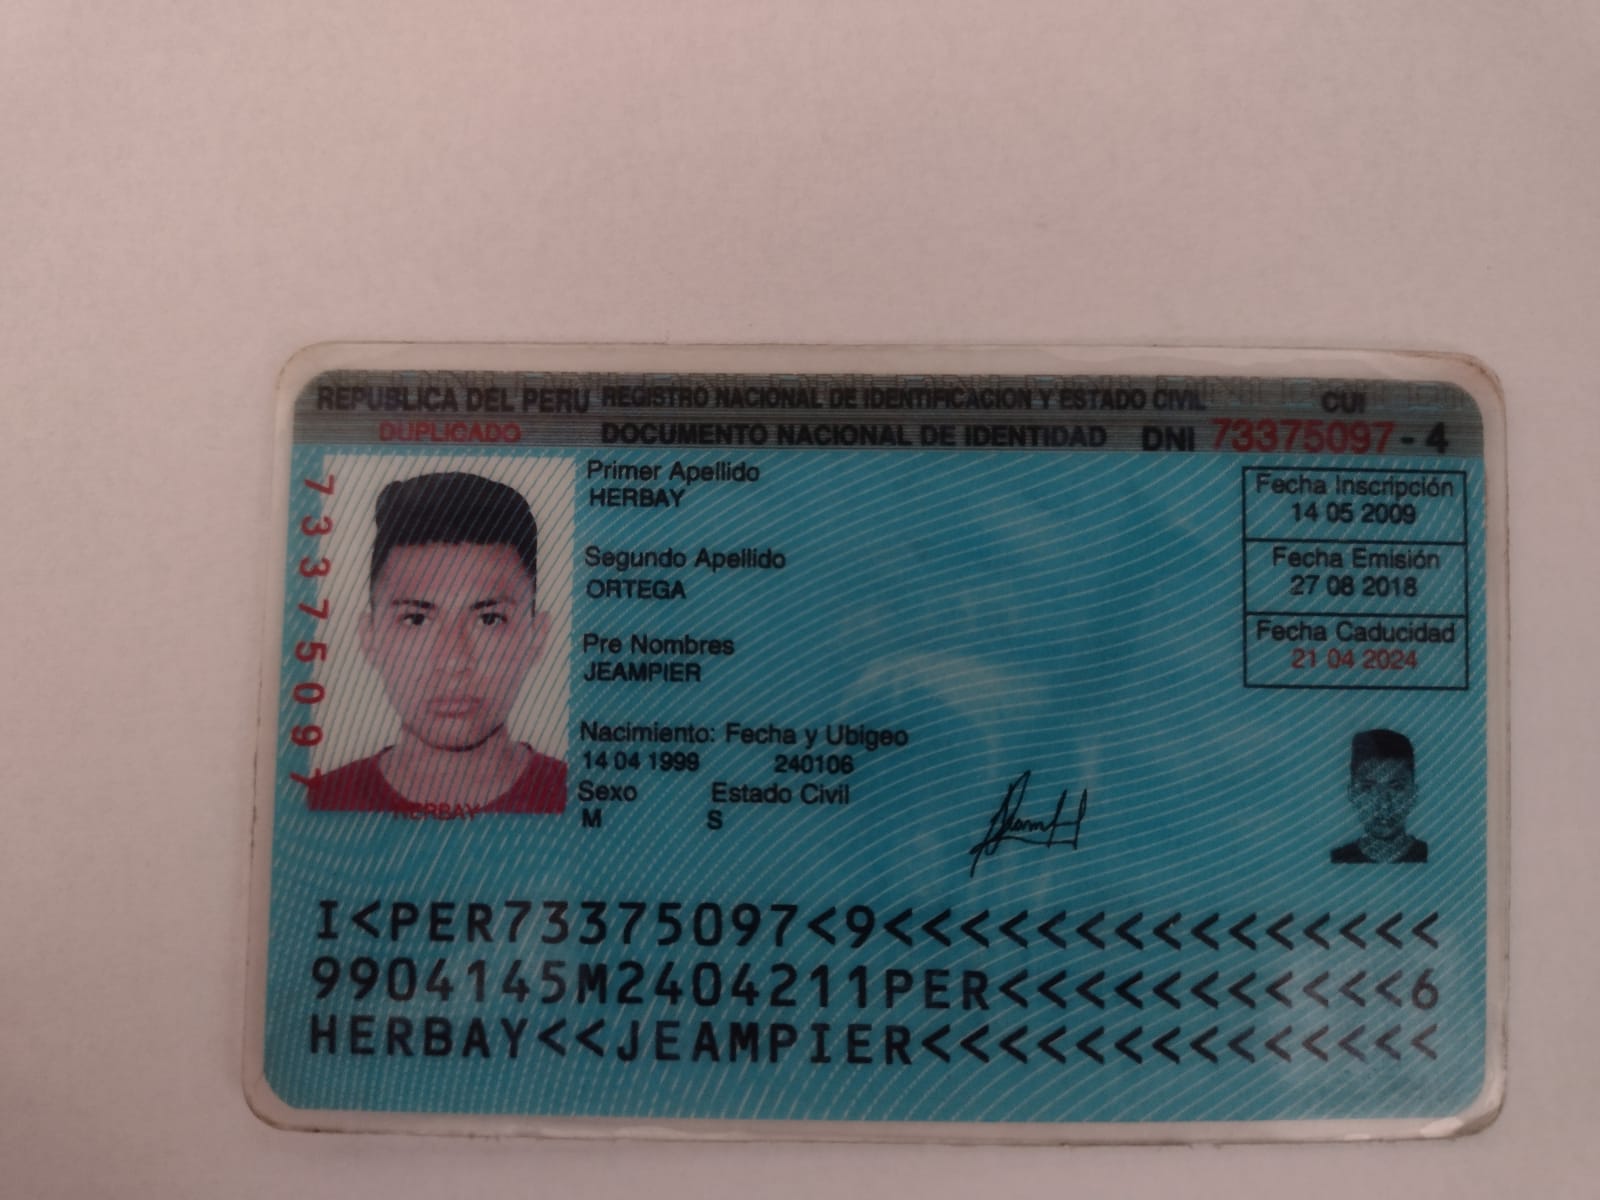 REPUBLICA DEL PERU REGISTRO NACIONAL DE IDENTIFICACION Y ESTADO CIVIL CUI
DUPLICADO DOCUMENTO NACIONAL DE IDENTIDAD DNI 73375097 - 4
73375097
Primer Apellido
HERBAY
Segundo Apellido
ORTEGA
Pre Nombres
JEAMPIER
Nacimiento: Fecha y Ubigeo
14 04 1999 240106
Sexo Estado Civil
M S
HERBAY
Fecha Inscripción
14 05 2009
Fecha Emisión
27 08 2018
Fecha Caducidad
21 04 2024
I<PER73375097<9<<<<<<<<<<<<<<<
9904145M2404211PER<<<<<<<<<<<6
HERBAY<<JEAMPIER<<<<<<<<<<<<<<